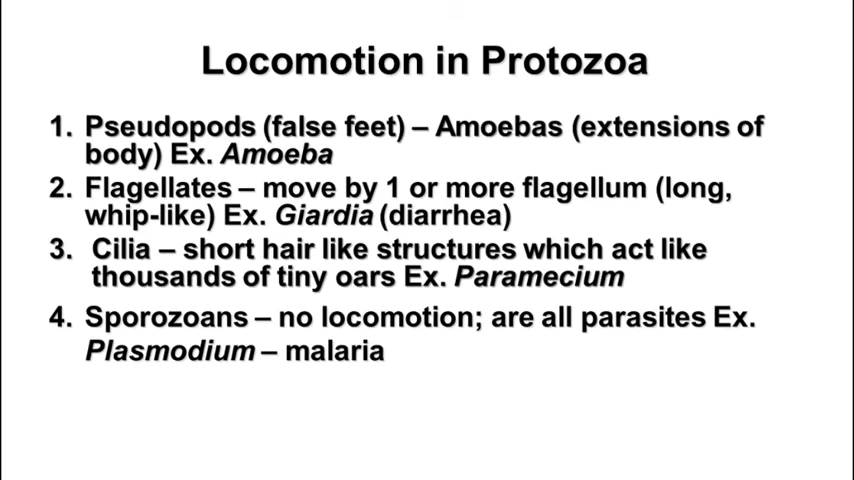 Locomotion in Protozoa
1. Pseudopods (false feet) – Amoebas (extensions of
body) Ex. Amoeba
2. Flagellates – move by 1 or more flagellum (long,
whip-like) Ex. Giardia (diarrhea)
3. Cilia – short hair like structures which act like
thousands of tiny oars Ex. Paramecium
4. Sporozoans – no locomotion; are all parasites Ex.
Plasmodium – malaria